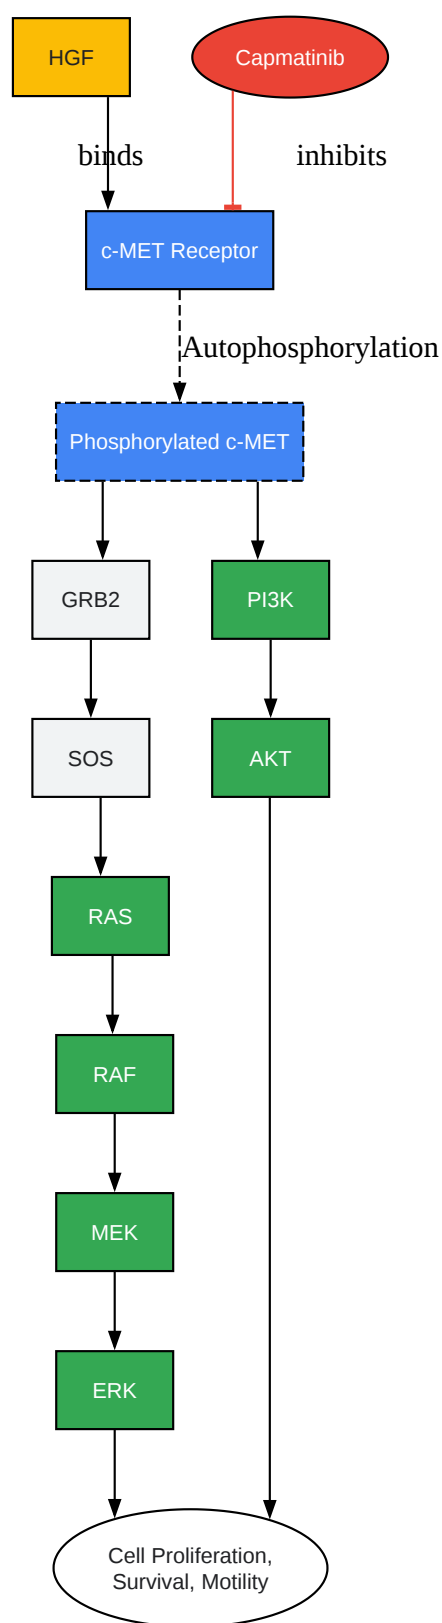 HGF
Capmatinib
binds
inhibits
c-MET Receptor
Autophosphorylation
Phosphorylated c-MET
GRB2
PI3K
SOS
AKT
RAS
RAF
MEK
ERK
Cell Proliferation,
Survival, Motility